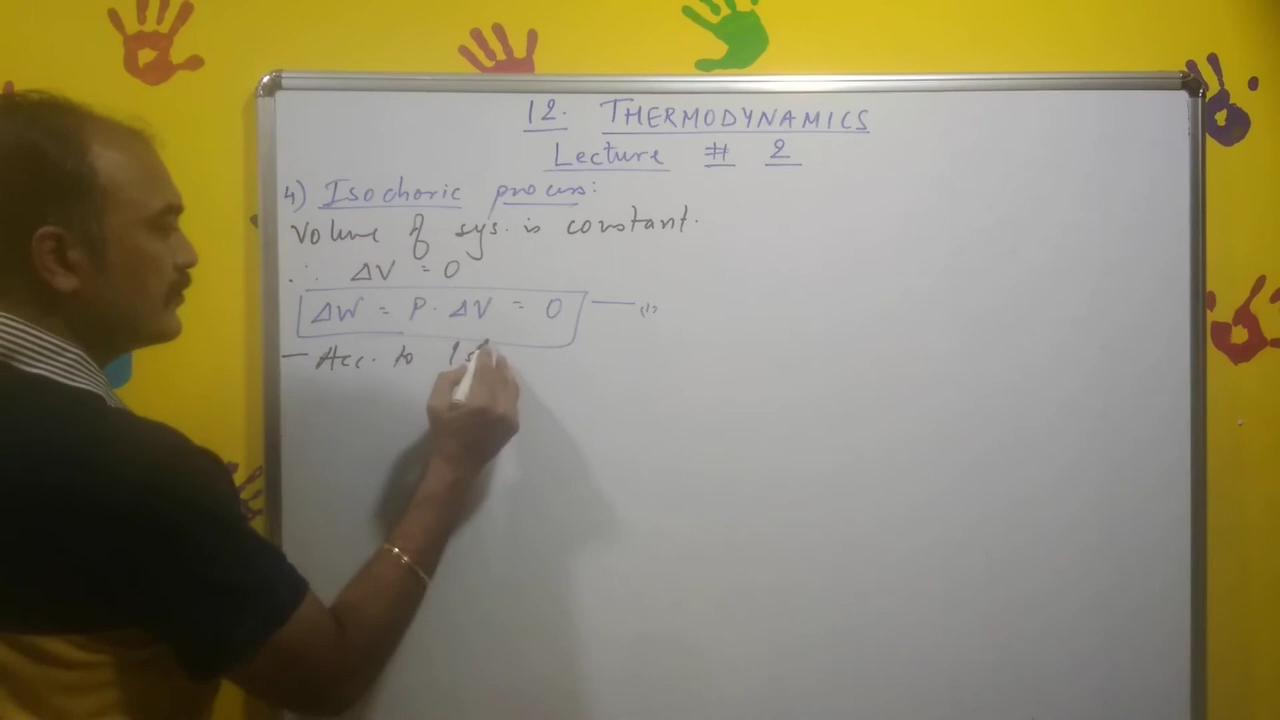 12. THERMODYNAMICS
Lecture # 2
4) Isochoric process:
Volume of sys. is constant.
∴ ΔV = 0
ΔW = P. ΔV = 0 — (1)
— Acc. to 1st